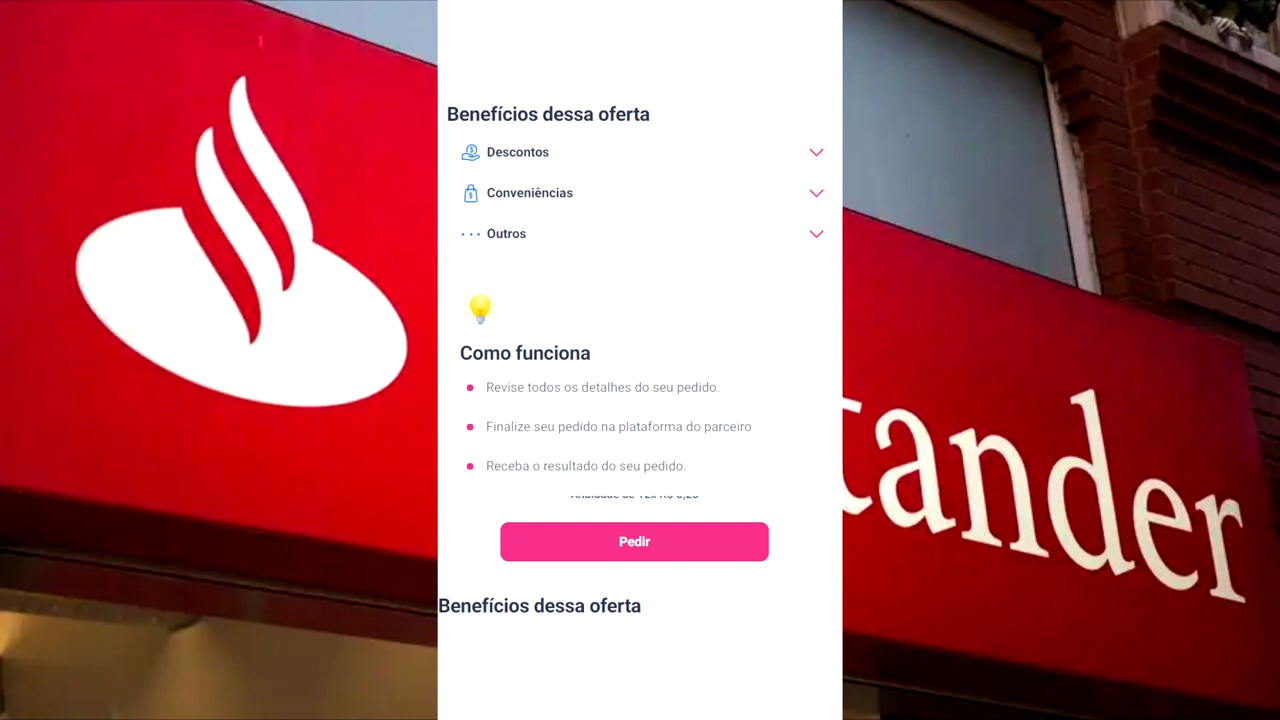 Benefícios dessa oferta
Descontos
Conveniências
Outros
Como funciona
Revise todos os detalhes do seu pedido.
Finalize seu pedido na plataforma do parceiro
Receba o resultado do seu pedido.
Pedir
Benefícios dessa oferta
tander